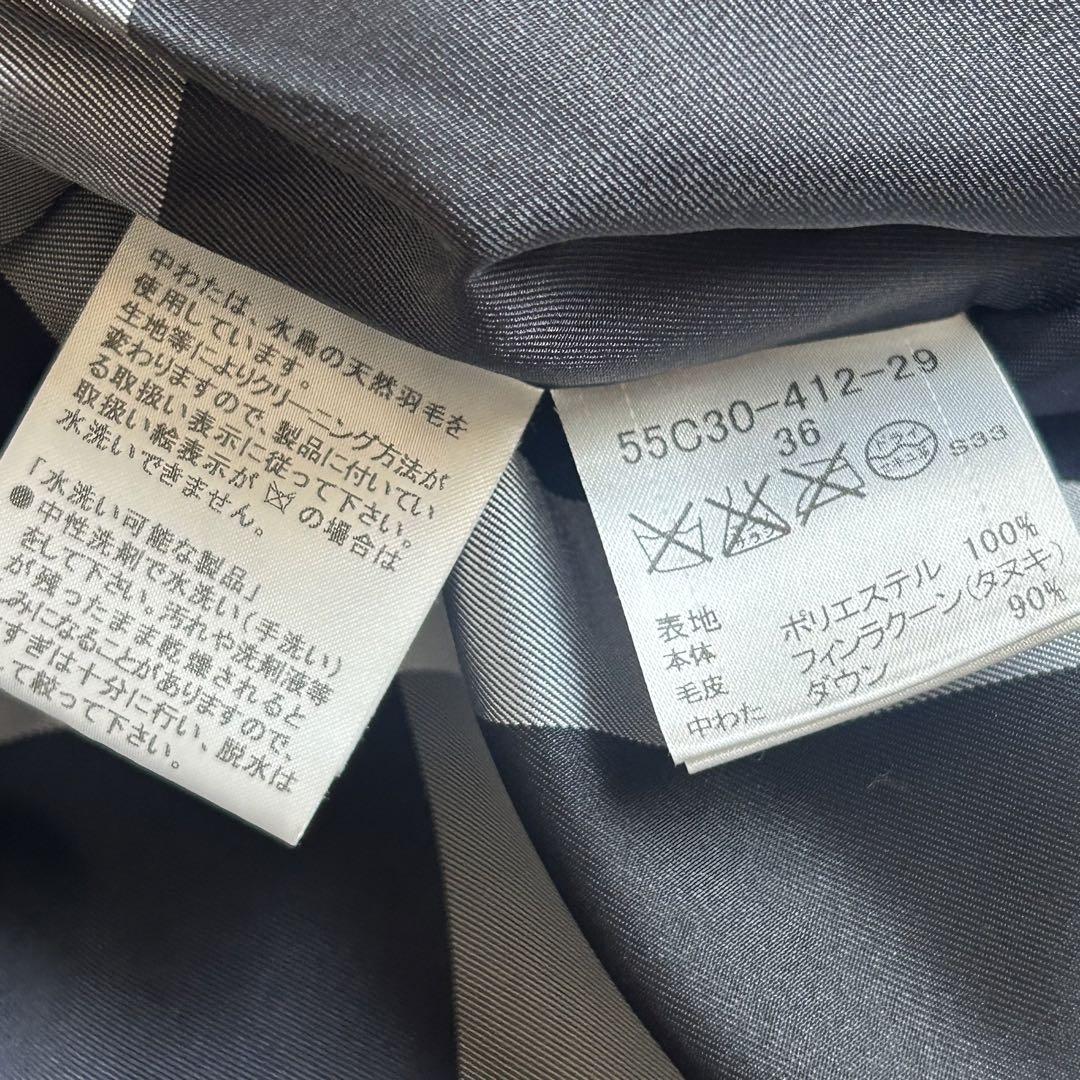 中わたは、水鳥の天然羽毛を
使用しています。
生地等によりクリーニング方法が
変わりますので、製品に付いてい
る取扱い表示に従って下さい。
取扱い絵表示が の場合は
水洗いできません。
「水洗い可能な製品」
●中性洗剤で水洗い(手洗い)
をして下さい。汚れや洗剤液等
が残ったまま乾燥されると
しみになることがありますので、
すすぎは十分に行い、脱水は
て絞って下さい。
55C30-412-29
36
エンソ
サラシ
ドライ
S33
表地
本体 ポリエステル 100%
毛皮 フィンラクーン(タヌキ)
中わた ダウン 90%